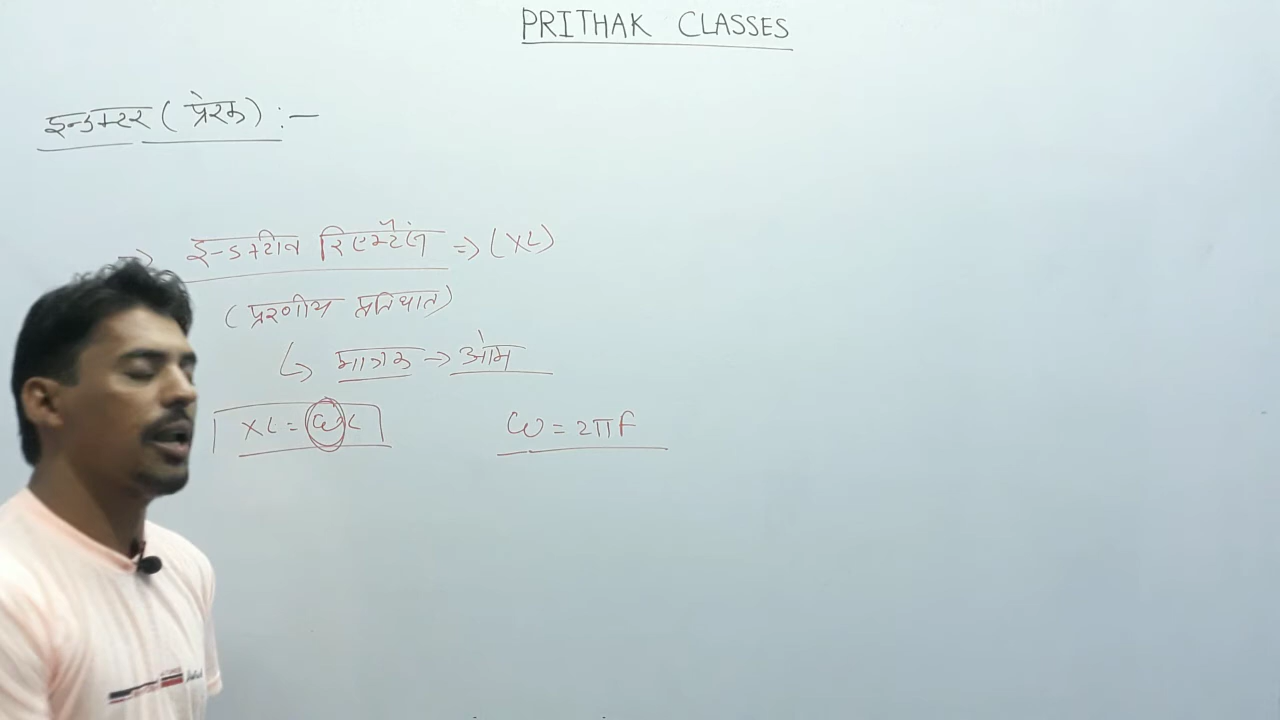 PRITHAK CLASSES
इन्डक्टर (प्रेरक) :-
→ इन्डक्टीव रिएक्टेंस => (XL)
(प्रेरणीय प्रतिघात)
↳ मात्रक → ओम
XL = ωL
ω = 2πf